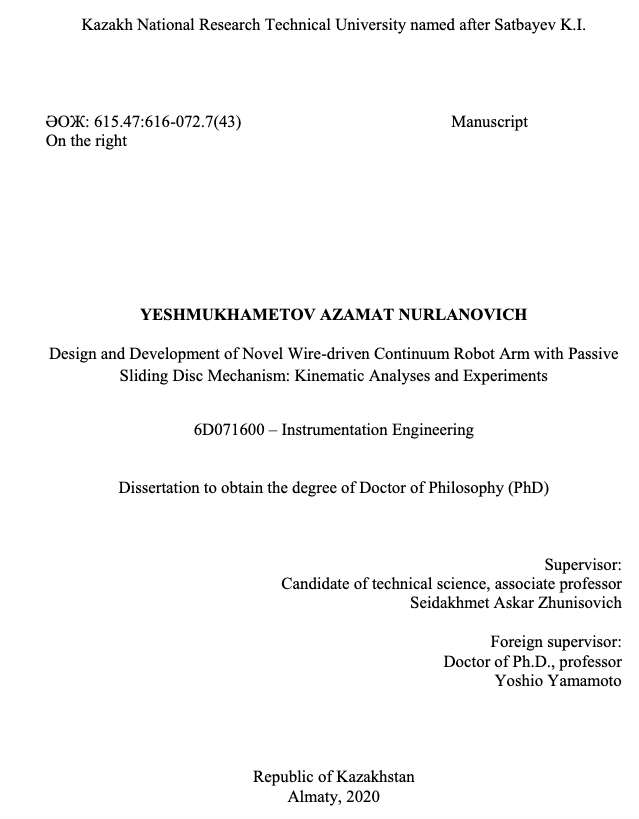 Kazakh National Research Technical University named after Satbayev K.I.
ӘОЖ: 615.47:616-072.7(43) Manuscript
On the right
YESHMUKHAMETOV AZAMAT NURLANOVICH
Design and Development of Novel Wire-driven Continuum Robot Arm with Passive
Sliding Disc Mechanism: Kinematic Analyses and Experiments
6D071600 – Instrumentation Engineering
Dissertation to obtain the degree of Doctor of Philosophy (PhD)
Supervisor:
Candidate of technical science, associate professor
Seidakhmet Askar Zhunisovich
Foreign supervisor:
Doctor of Ph.D., professor
Yoshio Yamamoto
Republic of Kazakhstan
Almaty, 2020